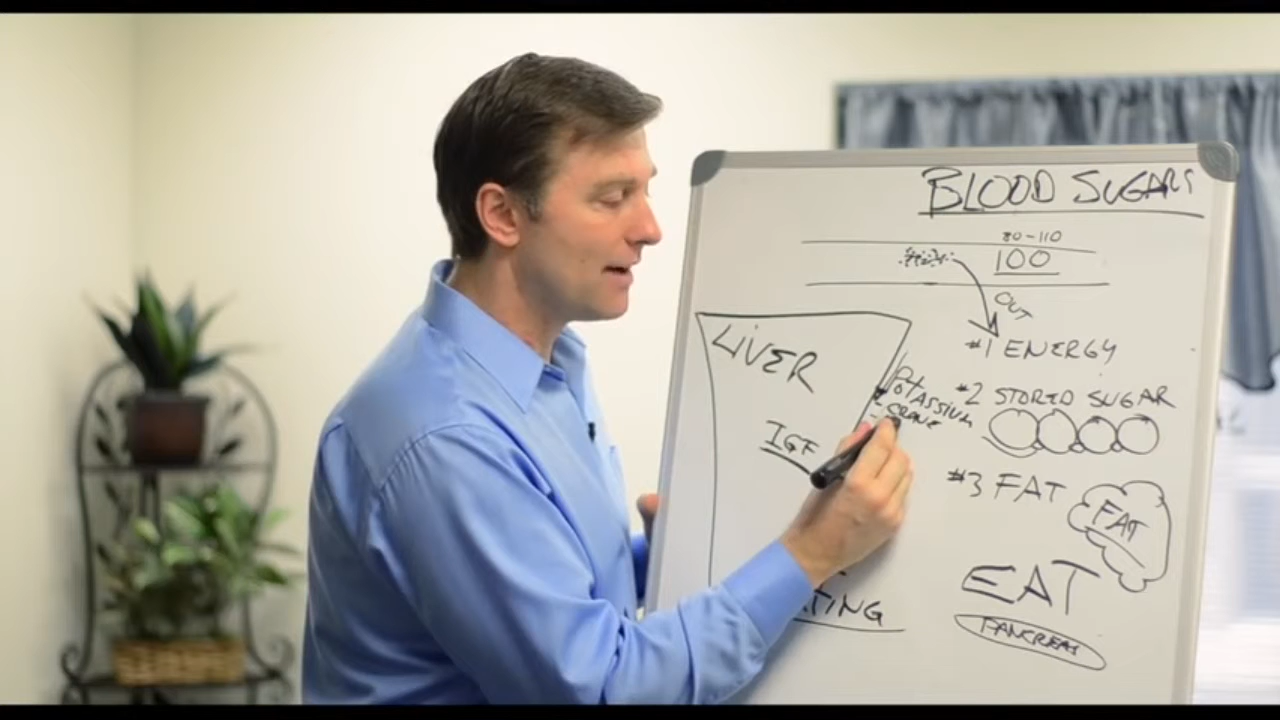 BLOOD SUGARS
80-110
100
OUT
#1 ENERGY
LIVER
POTASSIUM
#2 STORED SUGAR
- CRAVE
IGF
#3 FAT
FAT
EAT
PANCREAS